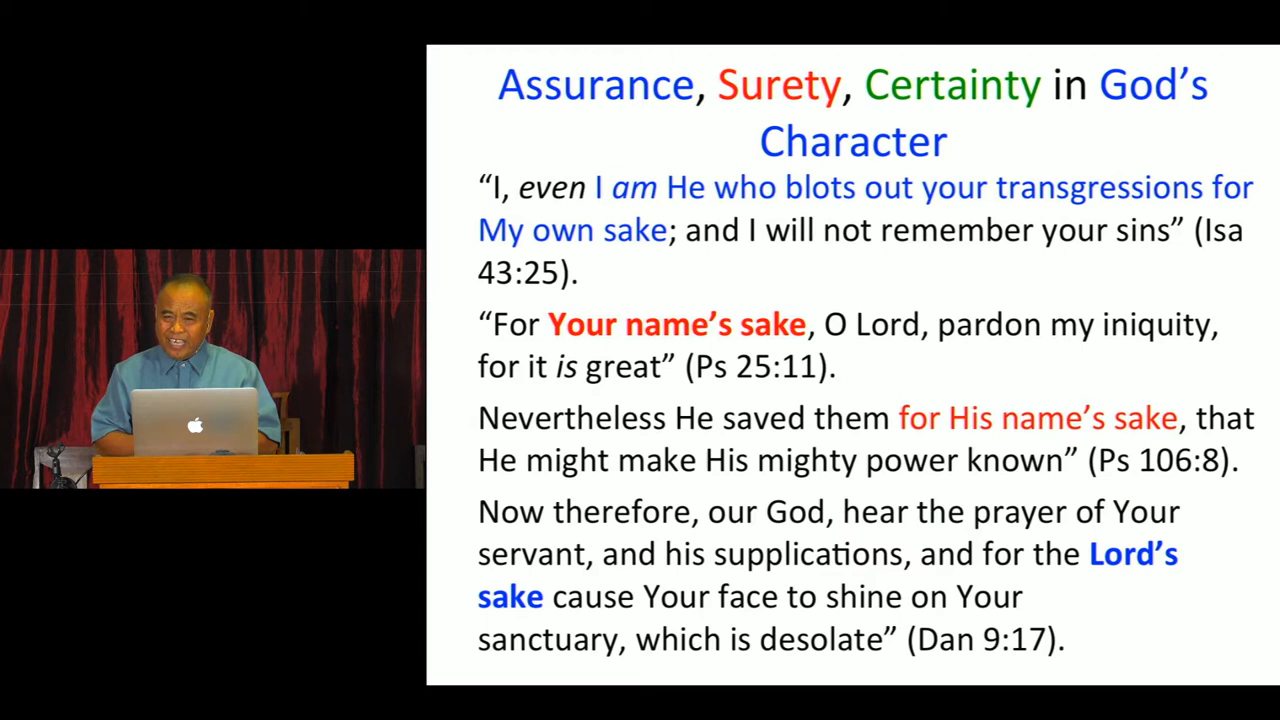 Assurance, Surety, Certainty in God’s
Character
“I, even I am He who blots out your transgressions for
My own sake; and I will not remember your sins” (Isa
43:25).
“For Your name’s sake, O Lord, pardon my iniquity,
for it is great” (Ps 25:11).
Nevertheless He saved them for His name’s sake, that
He might make His mighty power known” (Ps 106:8).
Now therefore, our God, hear the prayer of Your
servant, and his supplications, and for the Lord’s
sake cause Your face to shine on Your
sanctuary, which is desolate” (Dan 9:17).